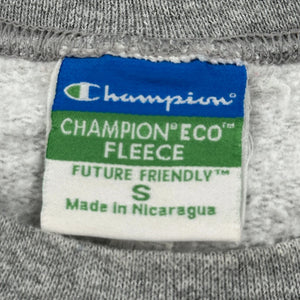 Champion
CHAMPION® ECO™
FLEECE
FUTURE FRIENDLY™
S
Made in Nicaragua